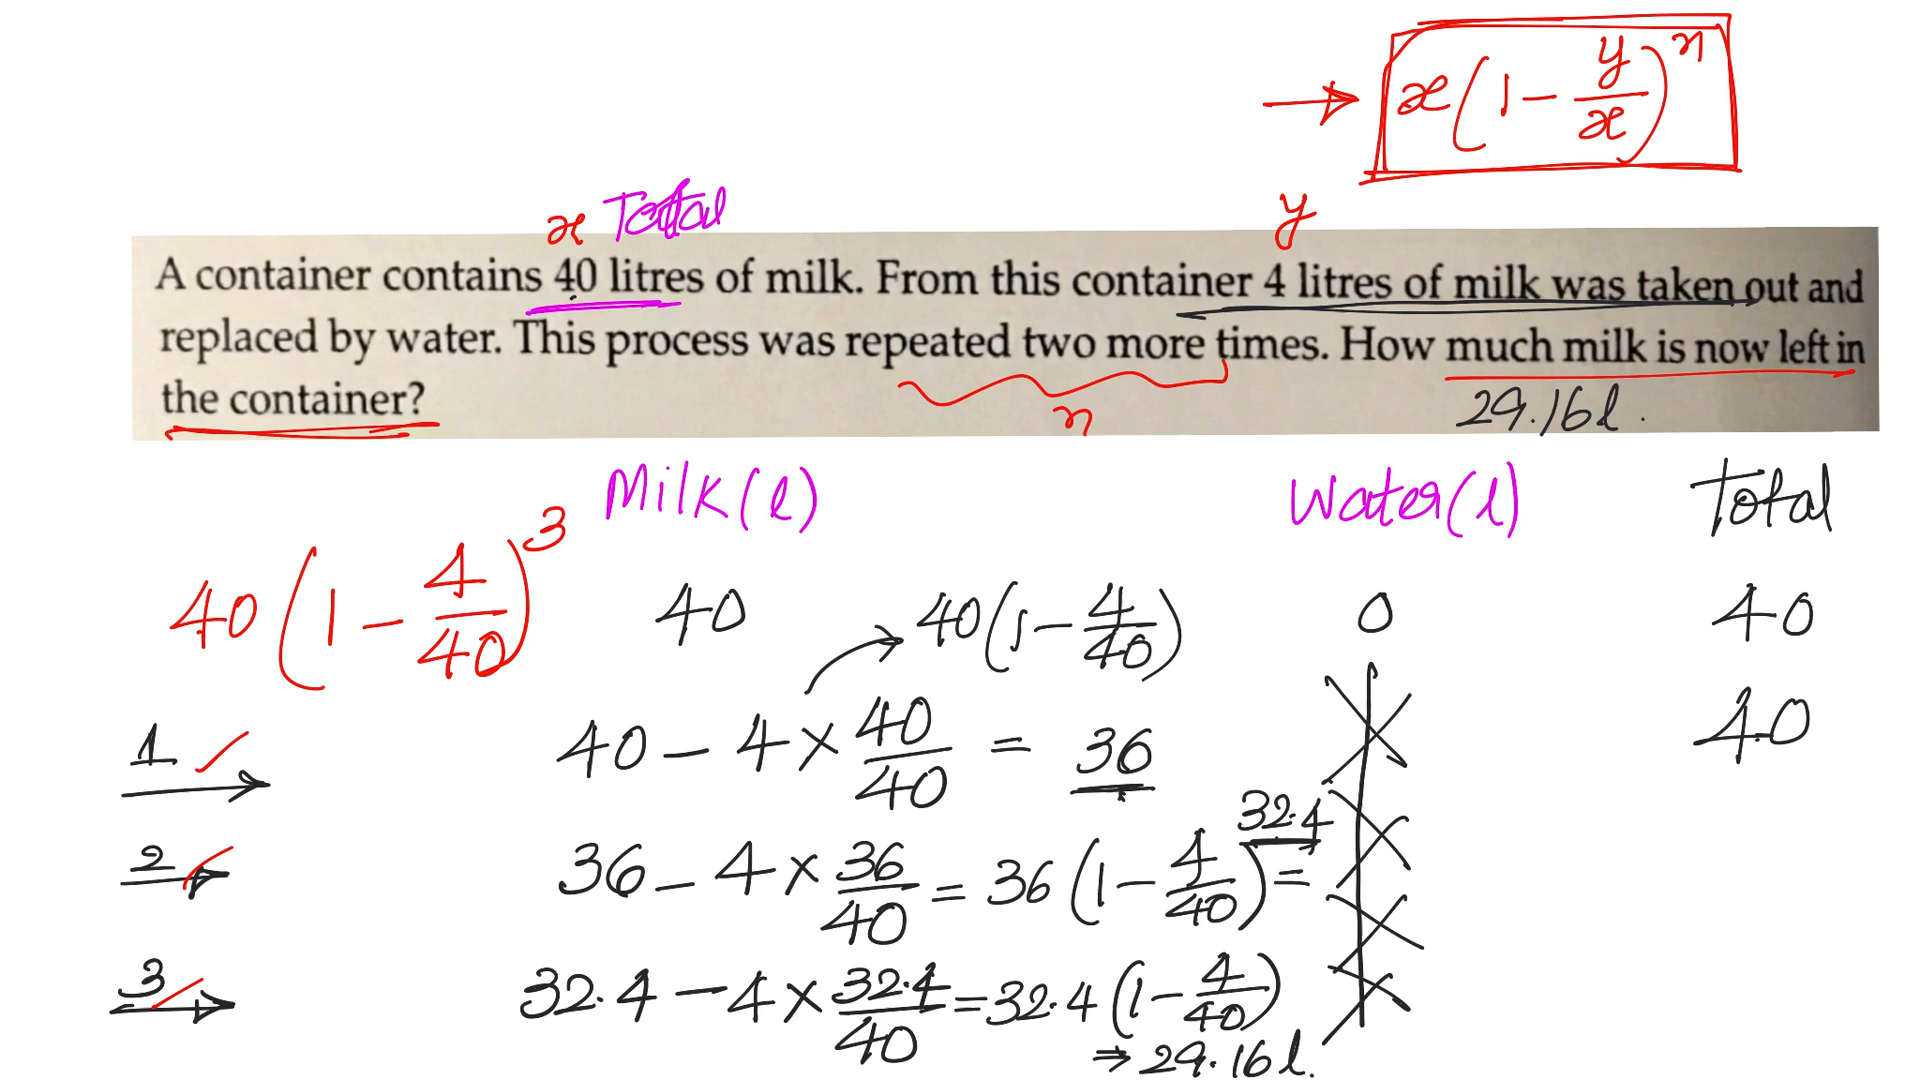 x(1 - y/x)^n
x Total y
A container contains 40 litres of milk. From this container 4 litres of milk was taken out and
replaced by water. This process was repeated two more times. How much milk is now left in
the container?
n 29.16l.
Milk(l) Water(l) Total
40(1 - 4/40)^3 40 40(1 - 4/40) 0 40
1 40 - 4 × 40/40 = 36 40
2 36 - 4 × 36/40 = 36(1 - 4/40) = 32.4
3 32.4 - 4 × 32.4/40 = 32.4(1 - 4/40)
⇒ 29.16l.